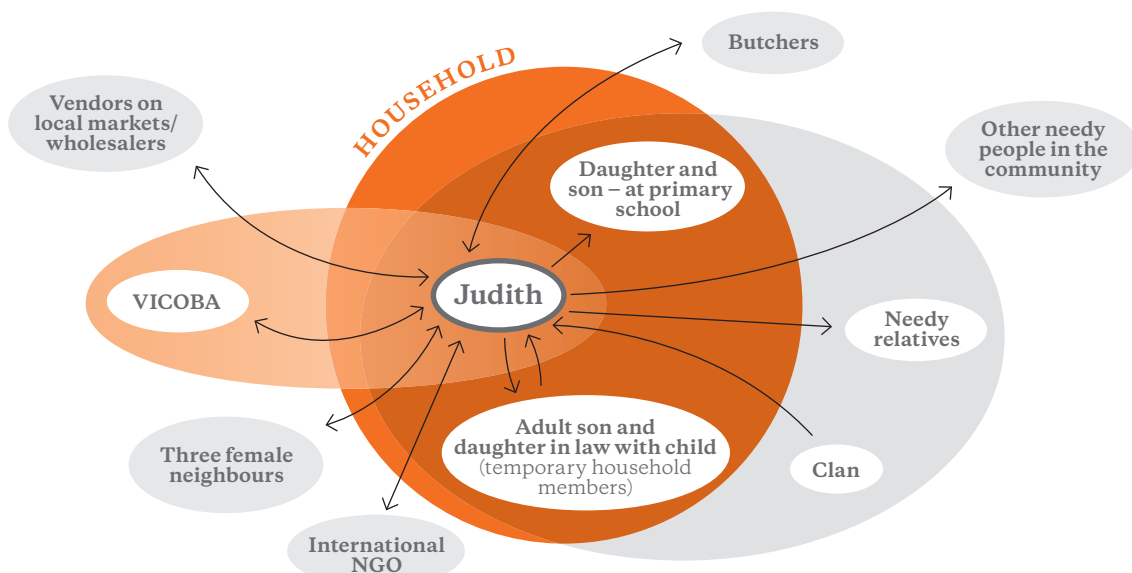 Butchers
HOUSEHOLD
Vendors on
local markets/
wholesalers
Other needy
people in the
community
Daughter and
son – at primary
school
Judith
VICOBA
Needy
relatives
Adult son and
daughter in law with child
(temporary household
members)
Three female
neighbours
Clan
International
NGO